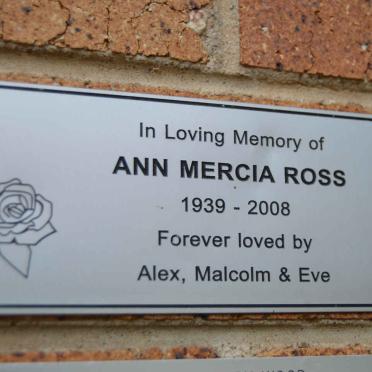 In Loving Memory of
ANN MERCIA ROSS
1939 - 2008
Forever loved by
Alex, Malcolm & Eve